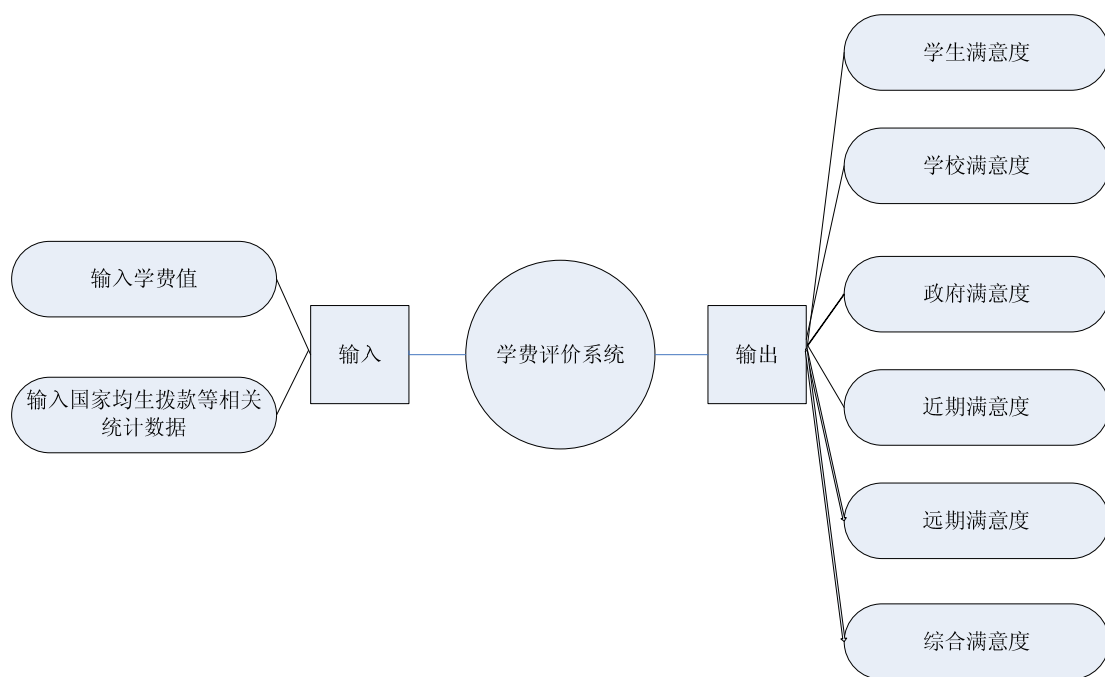 输入学费值
输入国家均生拨款等相关
统计数据
输入
学费评价系统
输出
学生满意度
学校满意度
政府满意度
近期满意度
远期满意度
综合满意度